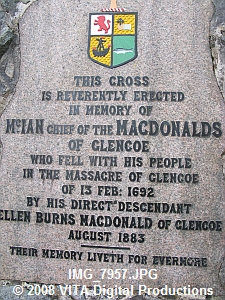 THIS CROSS
IS REVERENTLY ERECTED
IN MEMORY OF
McIAN CHIEF OF THE MACDONALDS
OF GLENCOE
WHO FELL WITH HIS PEOPLE
IN THE MASSACRE OF GLENCOE
OF 13 FEB: 1692
BY HIS DIRECT DESCENDANT
ELLEN BURNS MACDONALD OF GLENCOE
AUGUST 1883
THEIR MEMORY LIVETH FOR EVERMORE
IMG_7957.JPG
© 2008 VITA Digital Productions